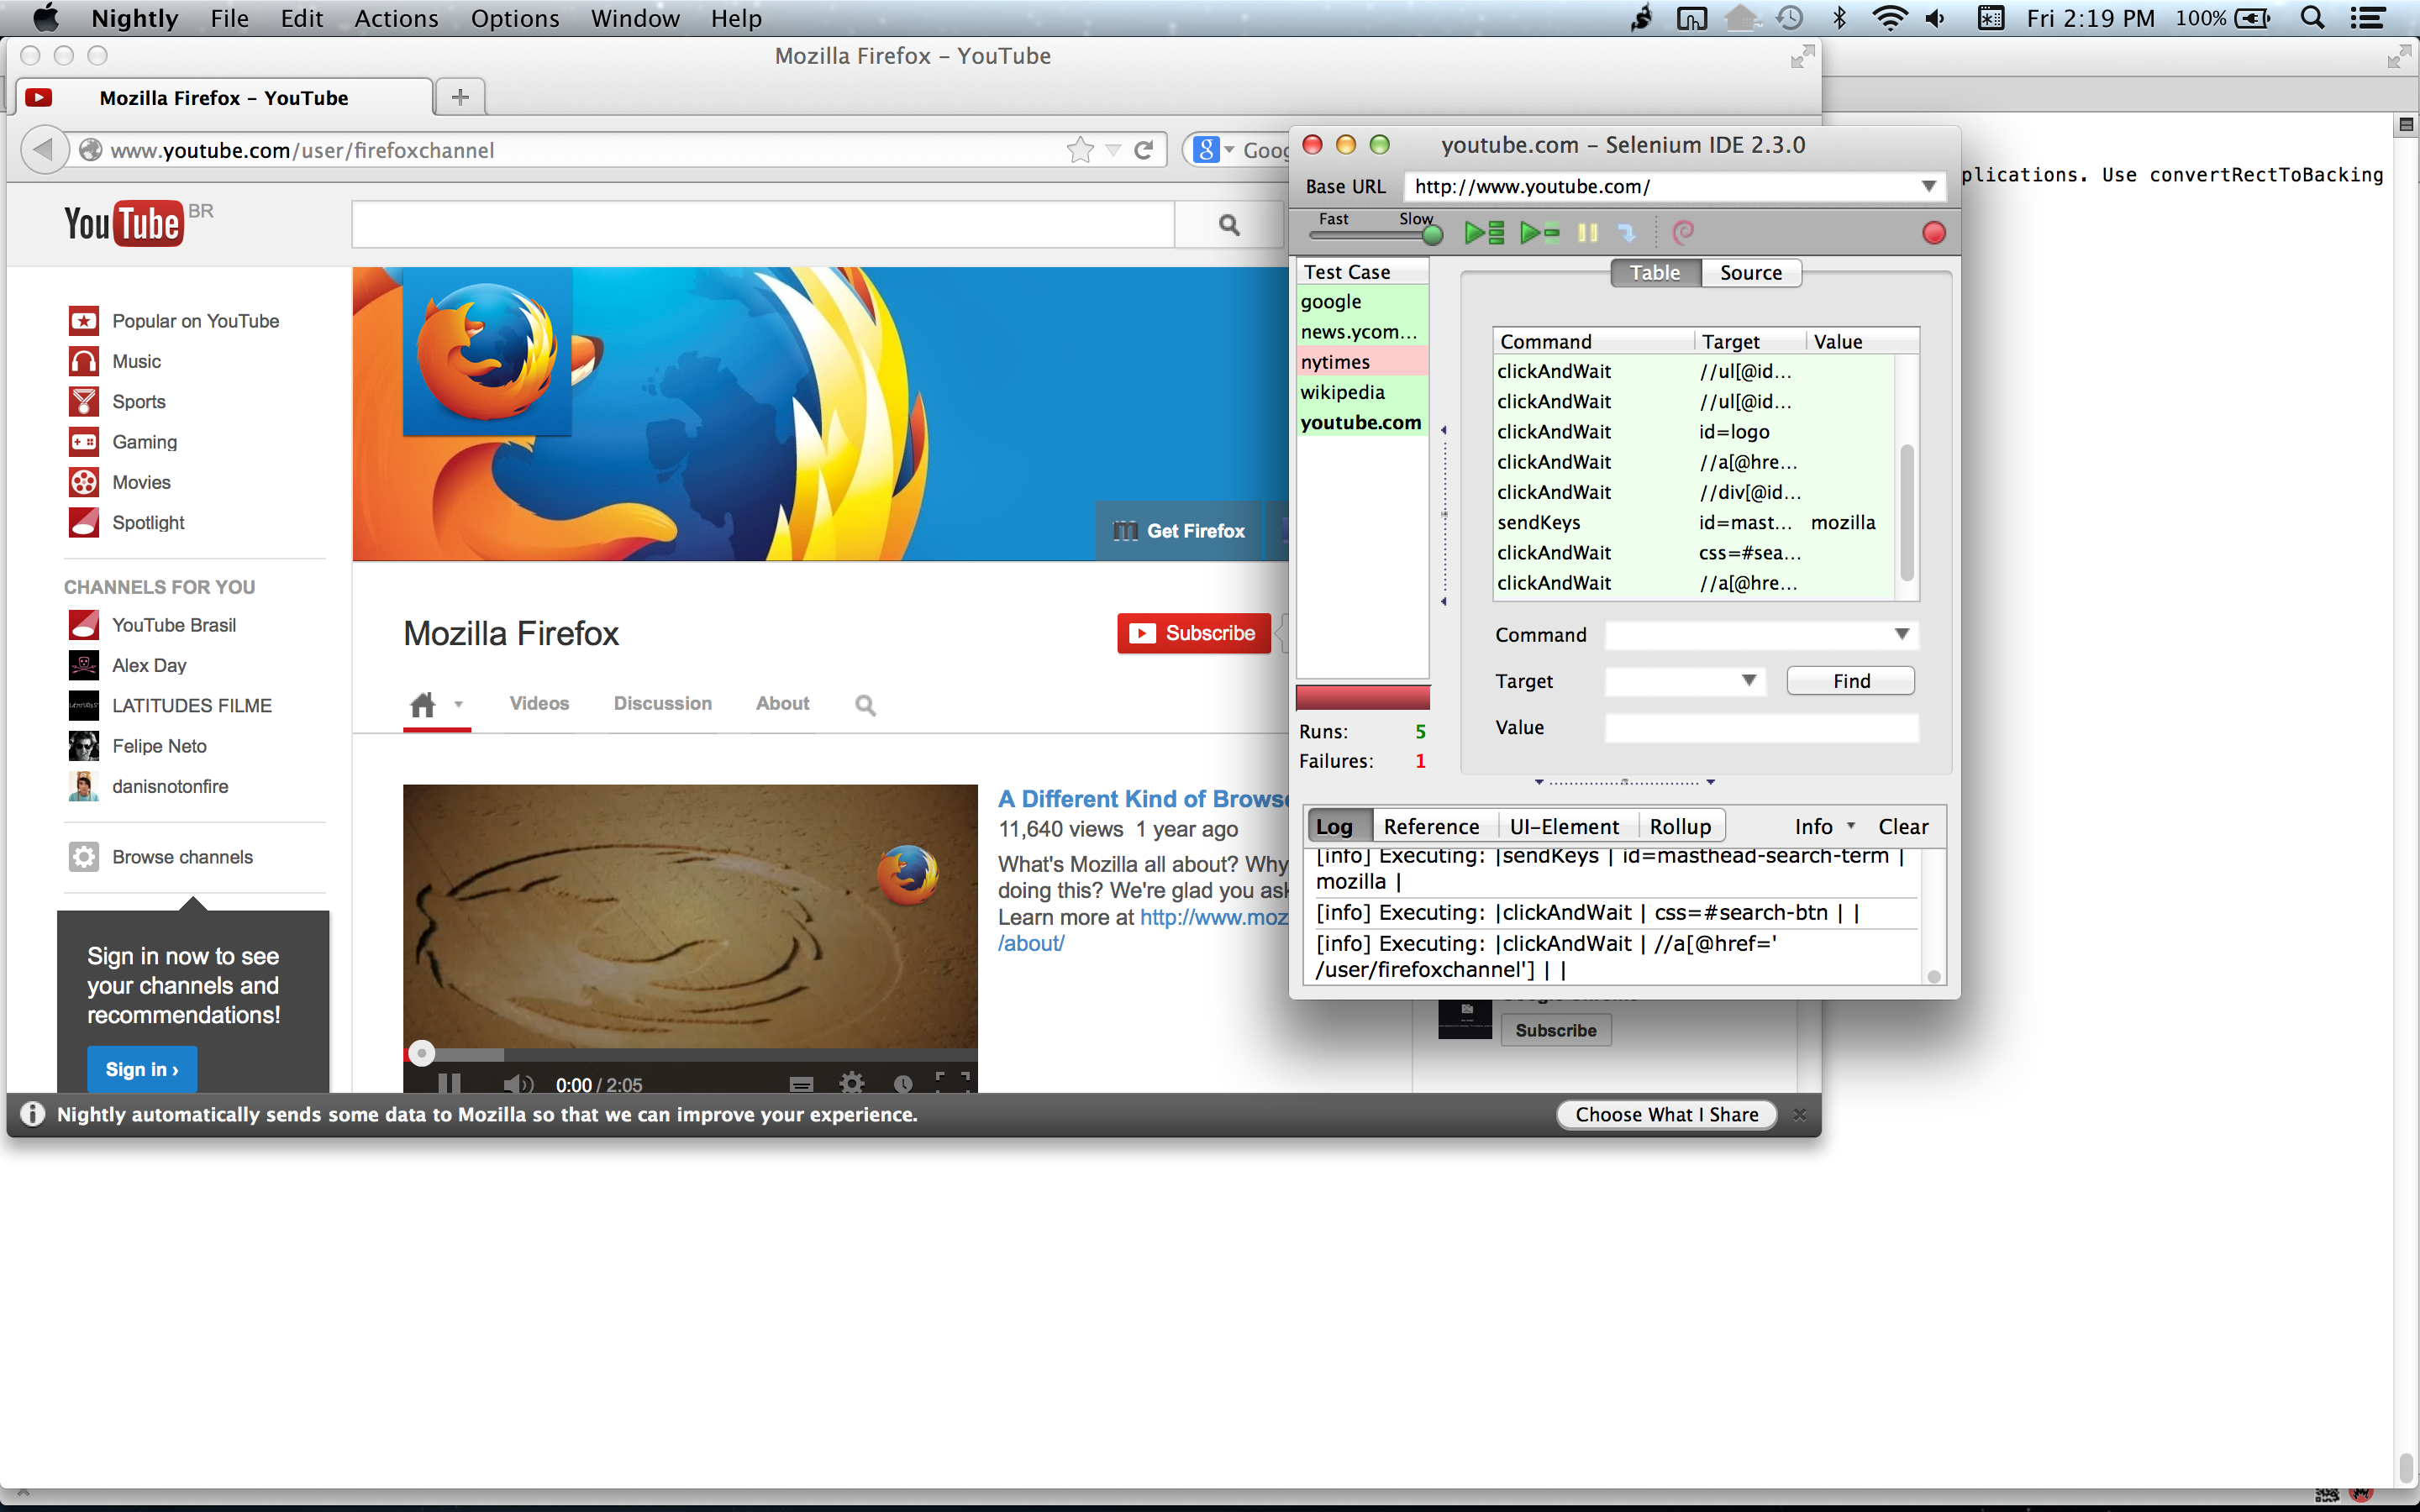 Nightly File Edit Actions Options Window Help
Fri 2:19 PM 100%
Mozilla Firefox – YouTube
Mozilla Firefox – YouTube
www.youtube.com/user/firefoxchannel
YouTube BR
Popular on YouTube
Music
Sports
Gaming
Movies
Spotlight
CHANNELS FOR YOU
YouTube Brasil
Alex Day
LATITUDES FILME
Felipe Neto
danisnotonfire
Browse channels
Sign in now to see
your channels and
recommendations!
Sign in ›
Get Firefox
Mozilla Firefox
Subscribe
Videos Discussion About
0:00 / 2:05
A Different Kind of
11,640 views 1 year ago
What's Mozilla all about? Why
doing this? We're glad you
Learn more at http://www.moz
/about/
Subscribe
Nightly automatically sends some data to Mozilla so that we can improve your experience.
Choose What I Share
youtube.com – Selenium IDE 2.3.0
Base URL http://www.youtube.com/
Fast Slow
Test Case
google
news.ycom...
nytimes
wikipedia
youtube.com
Runs: 5
Failures: 1
Table Source
Command Target Value
clickAndWait //ul[@id...
clickAndWait //ul[@id...
clickAndWait id=logo
clickAndWait //a[@hre...
clickAndWait //div[@id...
sendKeys id=mast... mozilla
clickAndWait css=#sea...
clickAndWait //a[@hre...
Command
Target Find
Value
Log Reference UI-Element Rollup Info Clear
[info] Executing: |sendKeys | id=masthead-search-term |
mozilla |
[info] Executing: |clickAndWait | css=#search-btn | |
[info] Executing: |clickAndWait | //a[@href='
/user/firefoxchannel'] | |
plications. Use convertRectToBacking